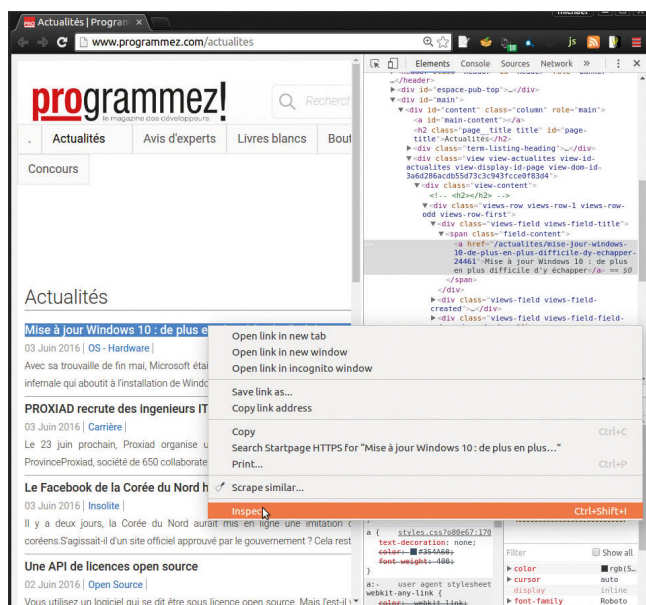 Actualités | Program
www.programmez.com/actualites
js
programmez!
le magazine des développeurs
Recherch
. Actualités Avis d'experts Livres blancs Bout
Concours
Actualités
Mise à jour Windows 10 : de plus e
03 Juin 2016 | OS - Hardware |
Avec sa trouvaille de fin mai, Microsoft étai
infernale qui aboutit à l'installation de Windo
PROXIAD recrute des ingenieurs IT
03 Juin 2016 | Carrière |
Le 23 juin prochain, Proxiad organise u
ProvinceProxiad, société de 650 collaborate
Le Facebook de la Corée du Nord h
03 Juin 2016 | Insolite |
Il y a deux jours, la Corée du Nord aurait mis en ligne une imitation d
coréens.S'agissait-il d'un site officiel approuvé par le gouvernement ? Cela rest
Une API de licences open source
02 Juin 2016 | Open Source |
Vous utilisez un logiciel qui se dit être sous licence open source. Mais l'est-il
Open link in new tab
Open link in new window
Open link in incognito window
Save link as...
Copy link address
Copy Ctrl+C
Search Startpage HTTPS for "Mise à jour Windows 10 : de plus en plus..."
Print... Ctrl+P
Scrape similar...
Inspect Ctrl+Shift+I
Elements Console Sources Network »
</header>
<div id="espace-pub-top">…</div>
<div id="main">
<div id="content" class="column" role="main">
<a id="main-content"></a>
<h2 class="page__title title" id="page-
title">Actualités</h2>
<div class="term-listing-heading">…</div>
<div class="view view-actualites view-id-
actualites view-display-id-page view-dom-id-
3a6d286acdb55d73c3c943fcce0f83d4">
<div class="view-content">
<!-- <h2></h2> -->
<div class="views-row views-row-1 views-row-
odd views-row-first">
<div class="views-field views-field-title">
<span class="field-content">
<a href="/actualites/mise-jour-windows-
10-de-plus-en-plus-difficile-dy-echapper-
24461">Mise à jour Windows 10 : de plus
en plus difficile d'y échapper</a> == $0
</span>
</div>
<div class="views-field views-field-
created">…</div>
<div class="views-field views-field-field-
}
a { styles.css?o80e67:170
text-decoration: none;
color: #354A68;
font-weight: 400;
}
a:- user agent stylesheet
webkit-any-link {
color: -webkit-link;
Filter Show all
color rgb(5…
cursor auto
display inline
font-family Roboto